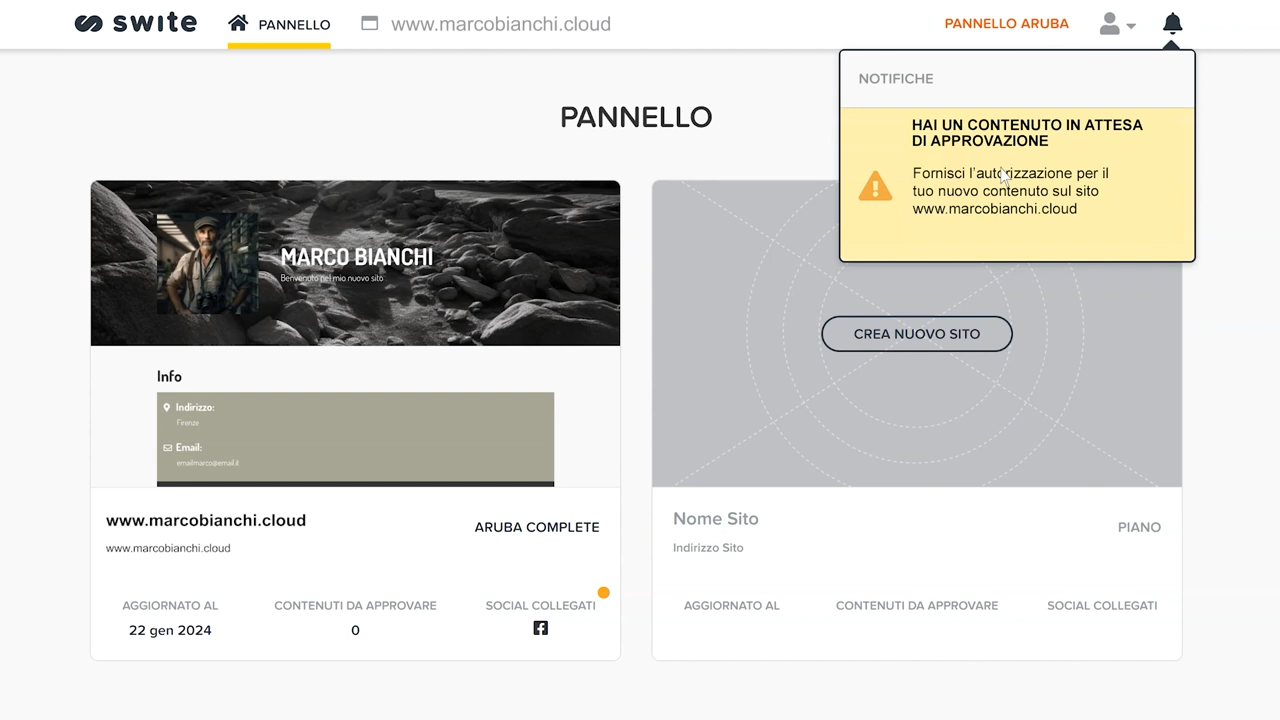 swite
PANNELLO
www.marcobianchi.cloud
PANNELLO ARUBA
NOTIFICHE
HAI UN CONTENUTO IN ATTESA
DI APPROVAZIONE
Fornisci l'autorizzazione per il
tuo nuovo contenuto sul sito
www.marcobianchi.cloud
PANNELLO
MARCO BIANCHI
Benvenuto nel mio nuovo sito
Info
Indirizzo:
Firenze
Email:
emailmarco@email.it
CREA NUOVO SITO
www.marcobianchi.cloud
ARUBA COMPLETE
www.marcobianchi.cloud
AGGIORNATO AL
CONTENUTI DA APPROVARE
SOCIAL COLLEGATI
22 gen 2024
0
Nome Sito
PIANO
Indirizzo Sito
AGGIORNATO AL
CONTENUTI DA APPROVARE
SOCIAL COLLEGATI